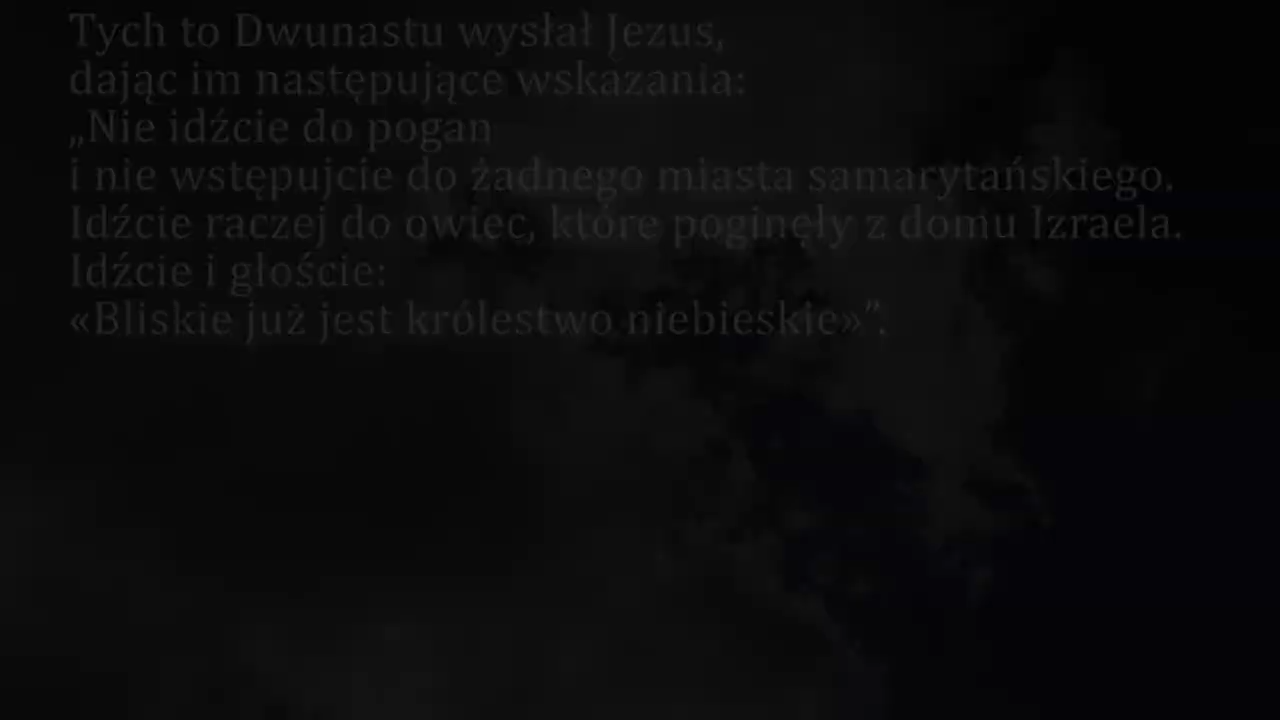 Tych to Dwunastu wysłał Jezus,
dając im następujące wskazania:
„Nie idźcie do pogan
i nie wstępujcie do żadnego miasta samarytańskiego.
Idźcie raczej do owiec, które poginęły z domu Izraela.
Idźcie i głoście:
«Bliskie już jest królestwo niebieskie»”.